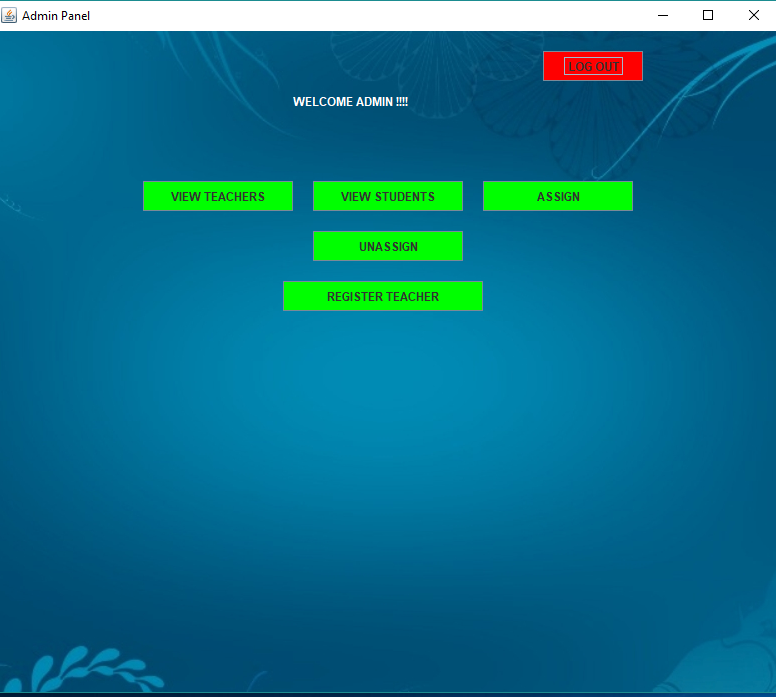 Admin Panel
LOG OUT
WELCOME ADMIN !!!!
VIEW TEACHERS
VIEW STUDENTS
ASSIGN
UNASSIGN
REGISTER TEACHER